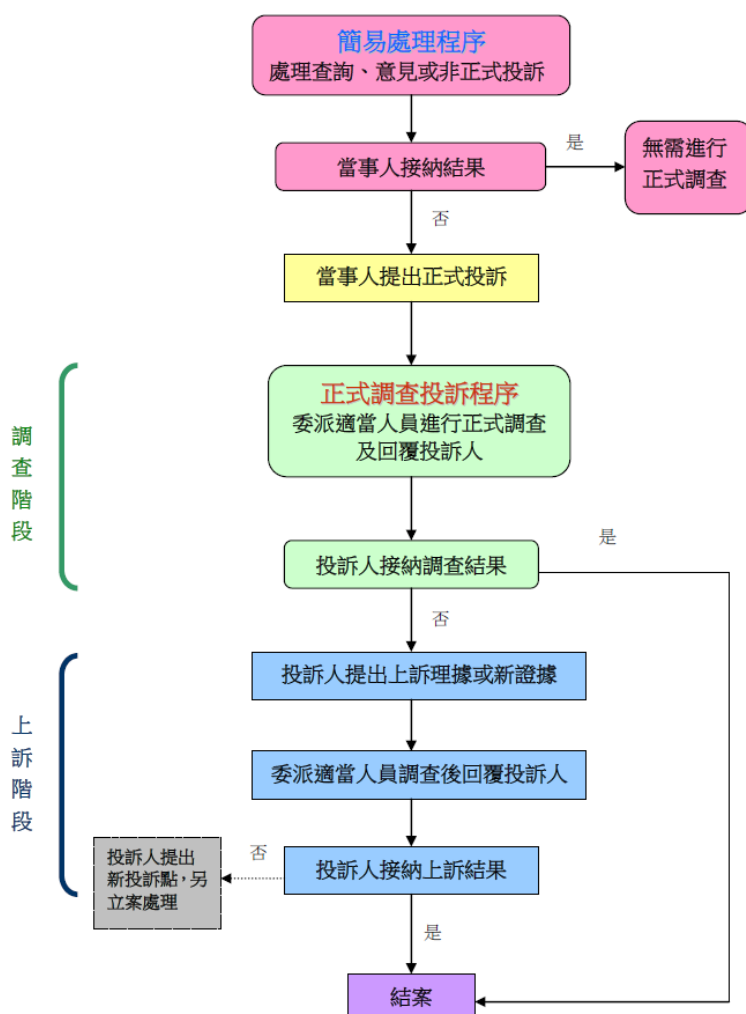 簡易處理程序
處理查詢、意見或非正式投訴
當事人接納結果
是
無需進行
正式調查
否
當事人提出正式投訴
調查階段
正式調查投訴程序
委派適當人員進行正式調查
及回覆投訴人
投訴人接納調查結果
是
否
上訴階段
投訴人提出上訴理據或新證據
委派適當人員調查後回覆投訴人
投訴人接納上訴結果
否
投訴人提出
新投訴點，另
立案處理
是
結案